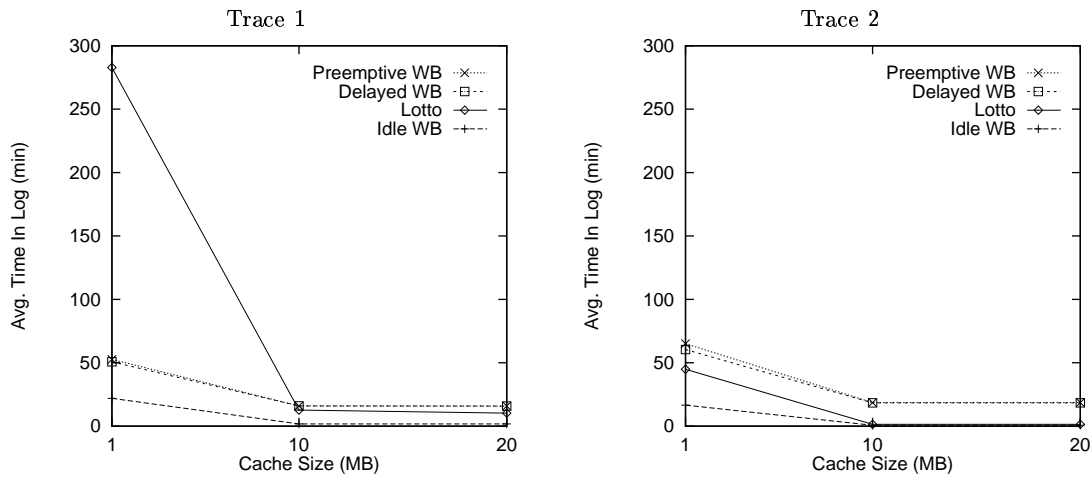 Trace 1
300
250
200
150
100
50
0
1
10
20
Avg. Time In Log (min)
Cache Size (MB)
Preemptive WB
Delayed WB
Lotto
Idle WB
Trace 2
300
250
200
150
100
50
0
1
10
20
Avg. Time In Log (min)
Cache Size (MB)
Preemptive WB
Delayed WB
Lotto
Idle WB